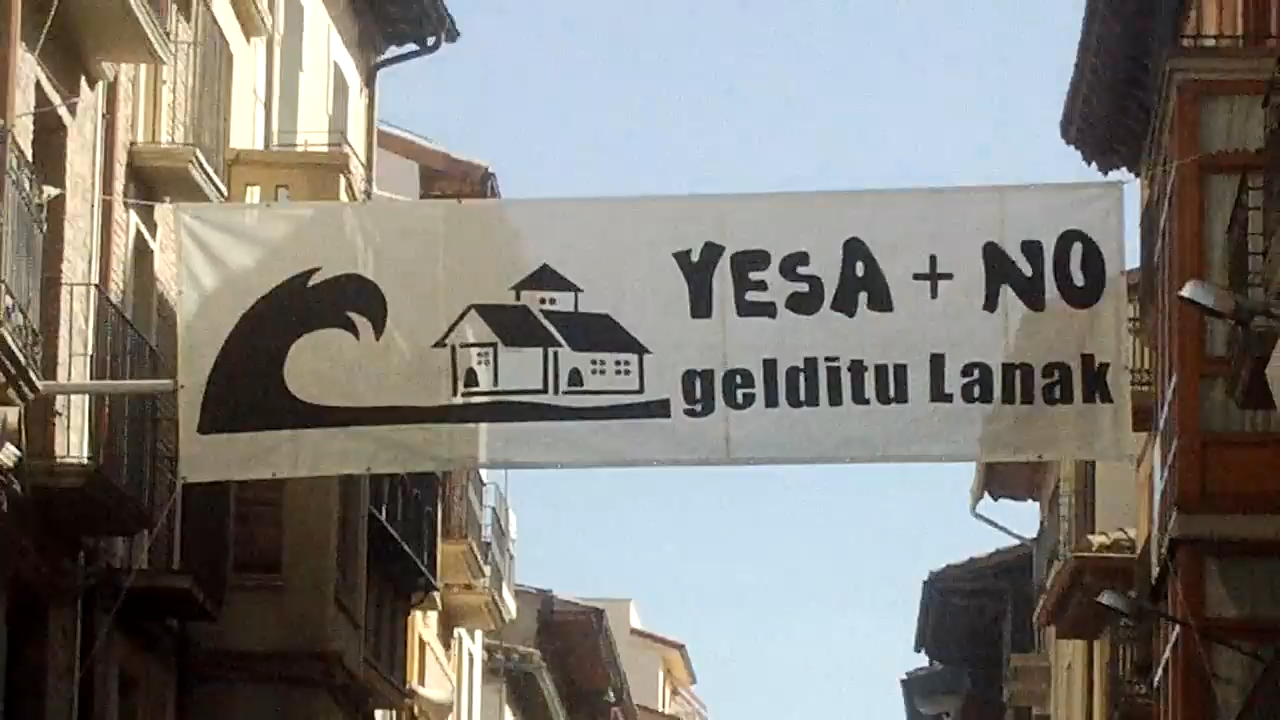 YESA + NO
gelditu Lanak